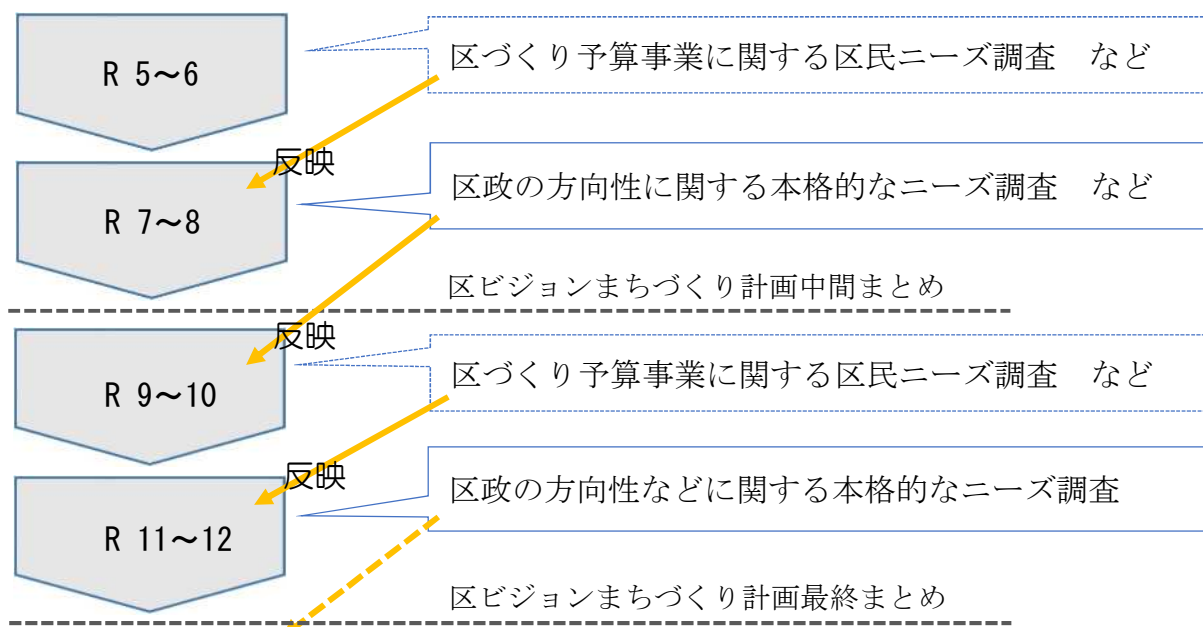 R 5～6
区づくり予算事業に関する区民ニーズ調査　など
反映
R 7～8
区政の方向性に関する本格的なニーズ調査　など
区ビジョンまちづくり計画中間まとめ
反映
R 9～10
区づくり予算事業に関する区民ニーズ調査　など
反映
R 11～12
区政の方向性などに関する本格的なニーズ調査
区ビジョンまちづくり計画最終まとめ